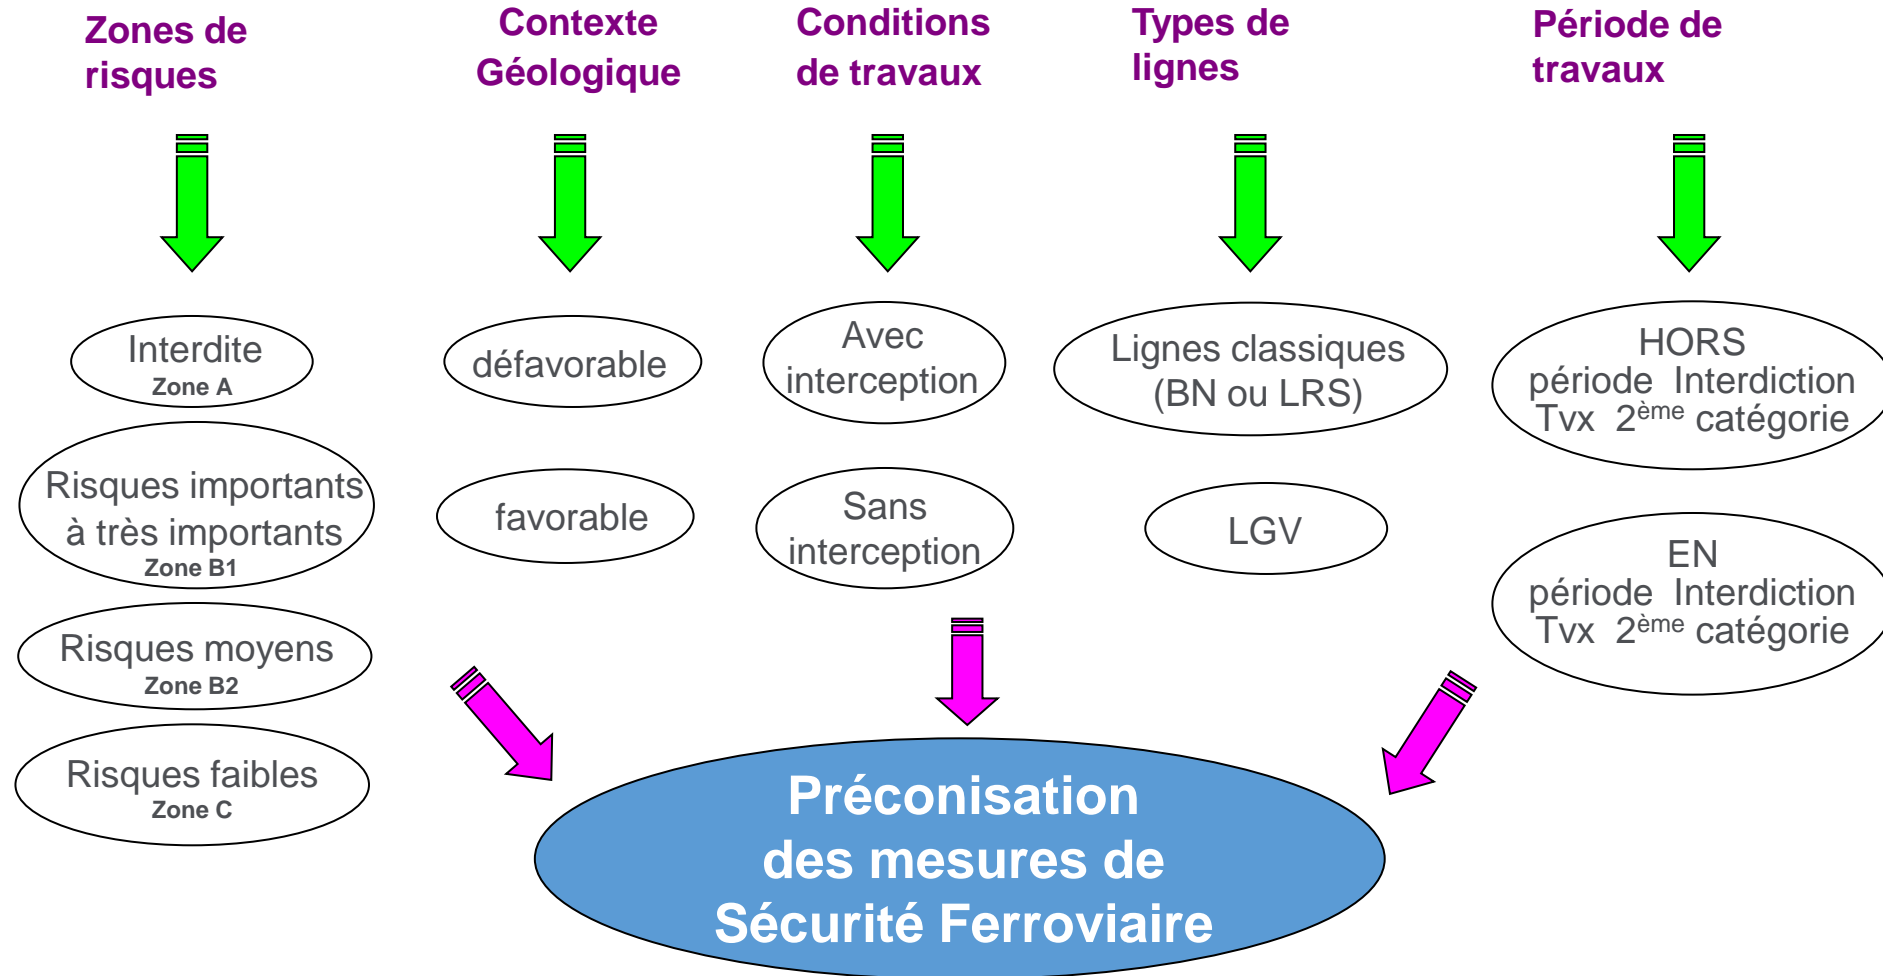 Zones de
risques
Contexte
Géologique
Conditions
de travaux
Types de
lignes
Période de
travaux
Interdite
Zone A
Risques importants
à très importants
Zone B1
Risques moyens
Zone B2
Risques faibles
Zone C
défavorable
favorable
Avec
interception
Sans
interception
Lignes classiques
(BN ou LRS)
LGV
HORS
période Interdiction
Tvx 2ème catégorie
EN
période Interdiction
Tvx 2ème catégorie
Préconisation
des mesures de
Sécurité Ferroviaire